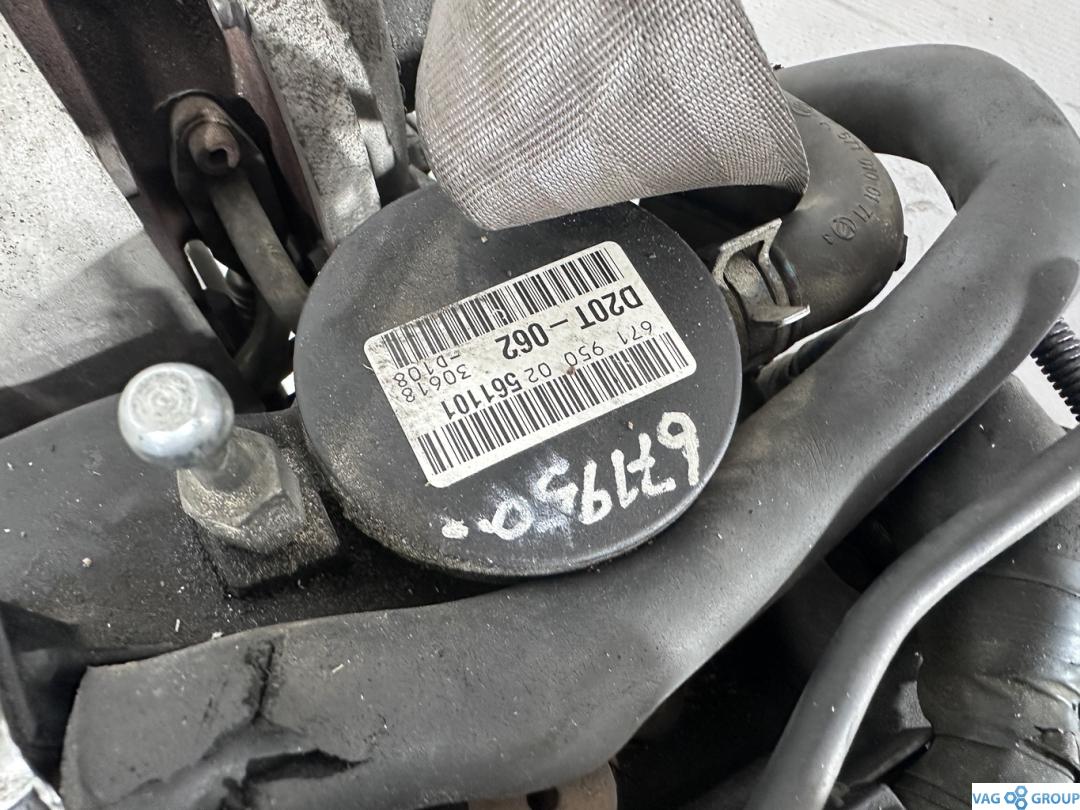 671950
671 950 02 561101
30618
D20T - 062
-D108
VAG GROUP